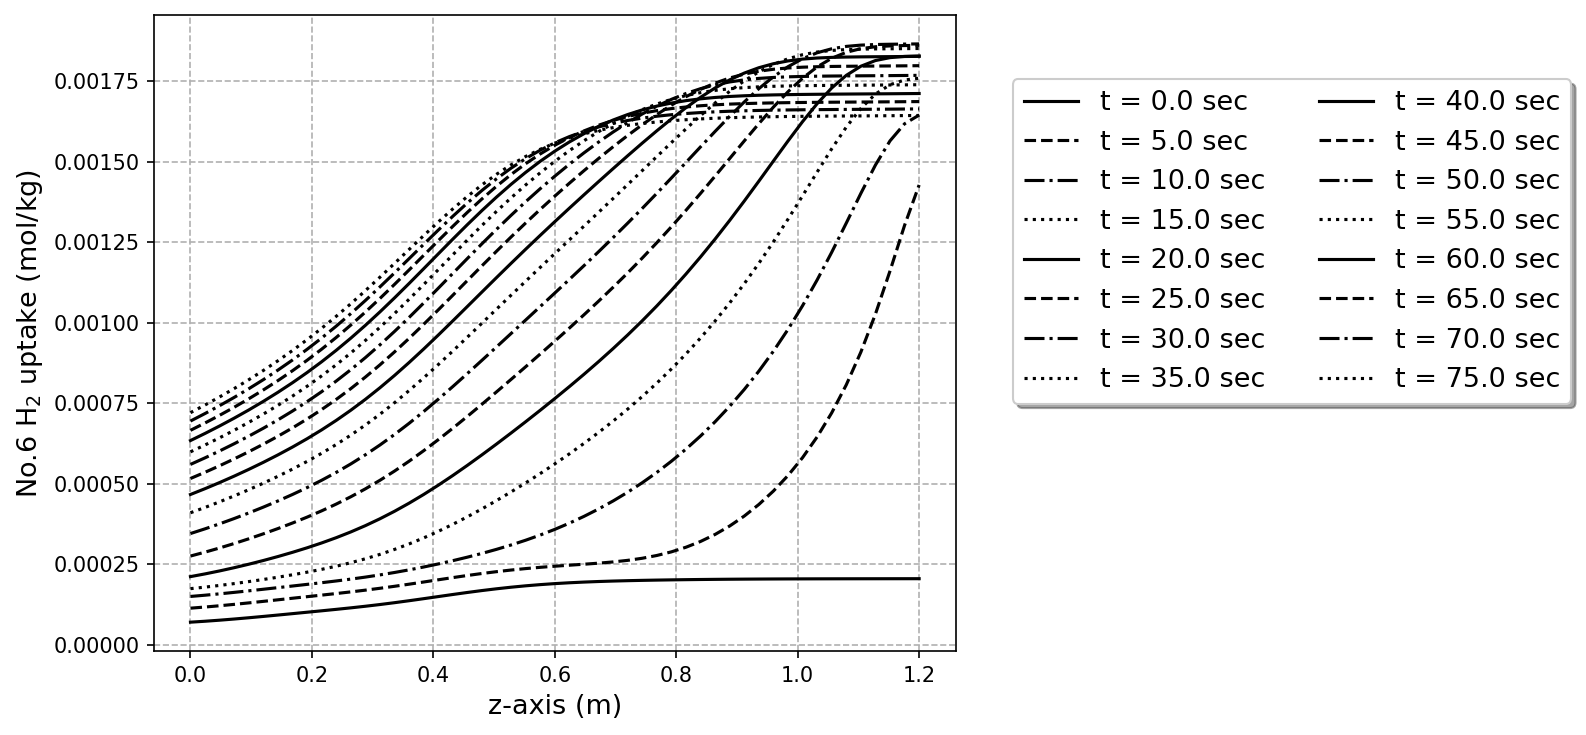 0.00175
0.00150
0.00125
0.00100
0.00075
0.00050
0.00025
0.00000
No.6 H₂ uptake (mol/kg)
0.0 0.2 0.4 0.6 0.8 1.0 1.2
z-axis (m)
t = 0.0 sec t = 40.0 sec
t = 5.0 sec t = 45.0 sec
t = 10.0 sec t = 50.0 sec
t = 15.0 sec t = 55.0 sec
t = 20.0 sec t = 60.0 sec
t = 25.0 sec t = 65.0 sec
t = 30.0 sec t = 70.0 sec
t = 35.0 sec t = 75.0 sec